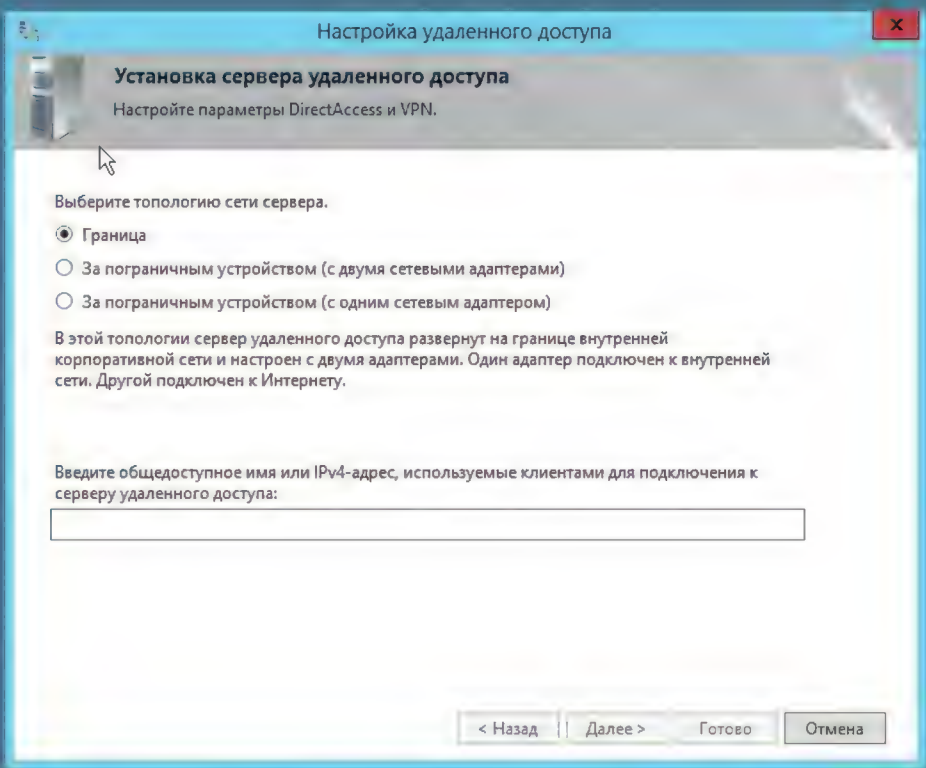 Настройка удаленного доступа
x
Установка сервера удаленного доступа
Настройте параметры DirectAccess и VPN.
Выберите топологию сети сервера.
Граница
За пограничным устройством (с двумя сетевыми адаптерами)
За пограничным устройством (с одним сетевым адаптером)
В этой топологии сервер удаленного доступа развернут на границе внутренней
корпоративной сети и настроен с двумя адаптерами. Один адаптер подключен к внутренней
сети. Другой подключен к Интернету.
Введите общедоступное имя или IPv4-адрес, используемые клиентами для подключения к
серверу удаленного доступа:
< Назад
Далее >
Готово
Отмена